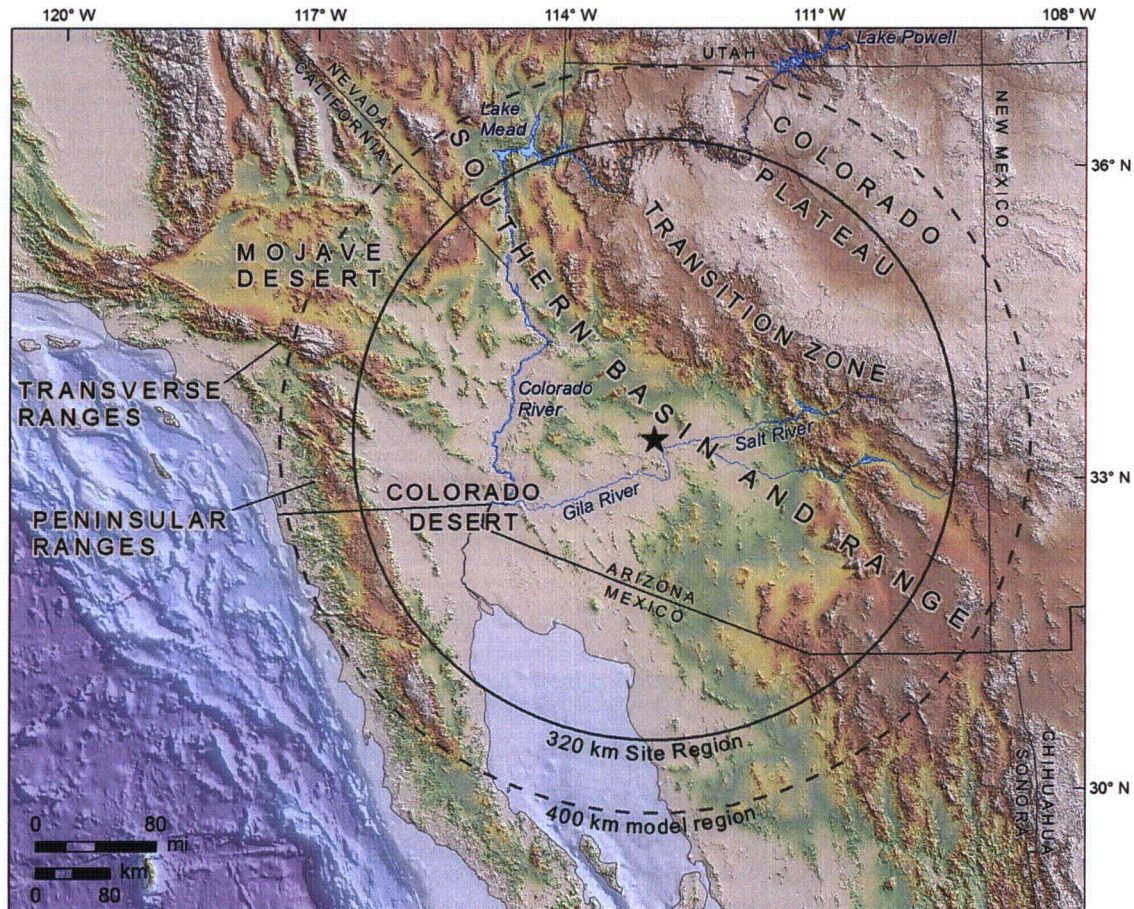 120° W
117°W
114°W
111°W
108° W
Lake Powell
UTAH
NEVADA
CALIFORNIA
Lake
Mead
NEW MEXICO
COLORADO
PLATEAU
36° N
SOUTHERN BASIN AND RANGE
TRANSITION ZONE
MOJAVE
DESERT
TRANSVERSE
RANGES
Colorado
River
Salt River
33° N
Gila River
COLORADO
DESERT
PENINSULAR
RANGES
ARIZONA
MEXICO
320 km Site Region
400 km model region
30° N
SONORA
CHIHUAHUA
0 80
mi
km
0 80